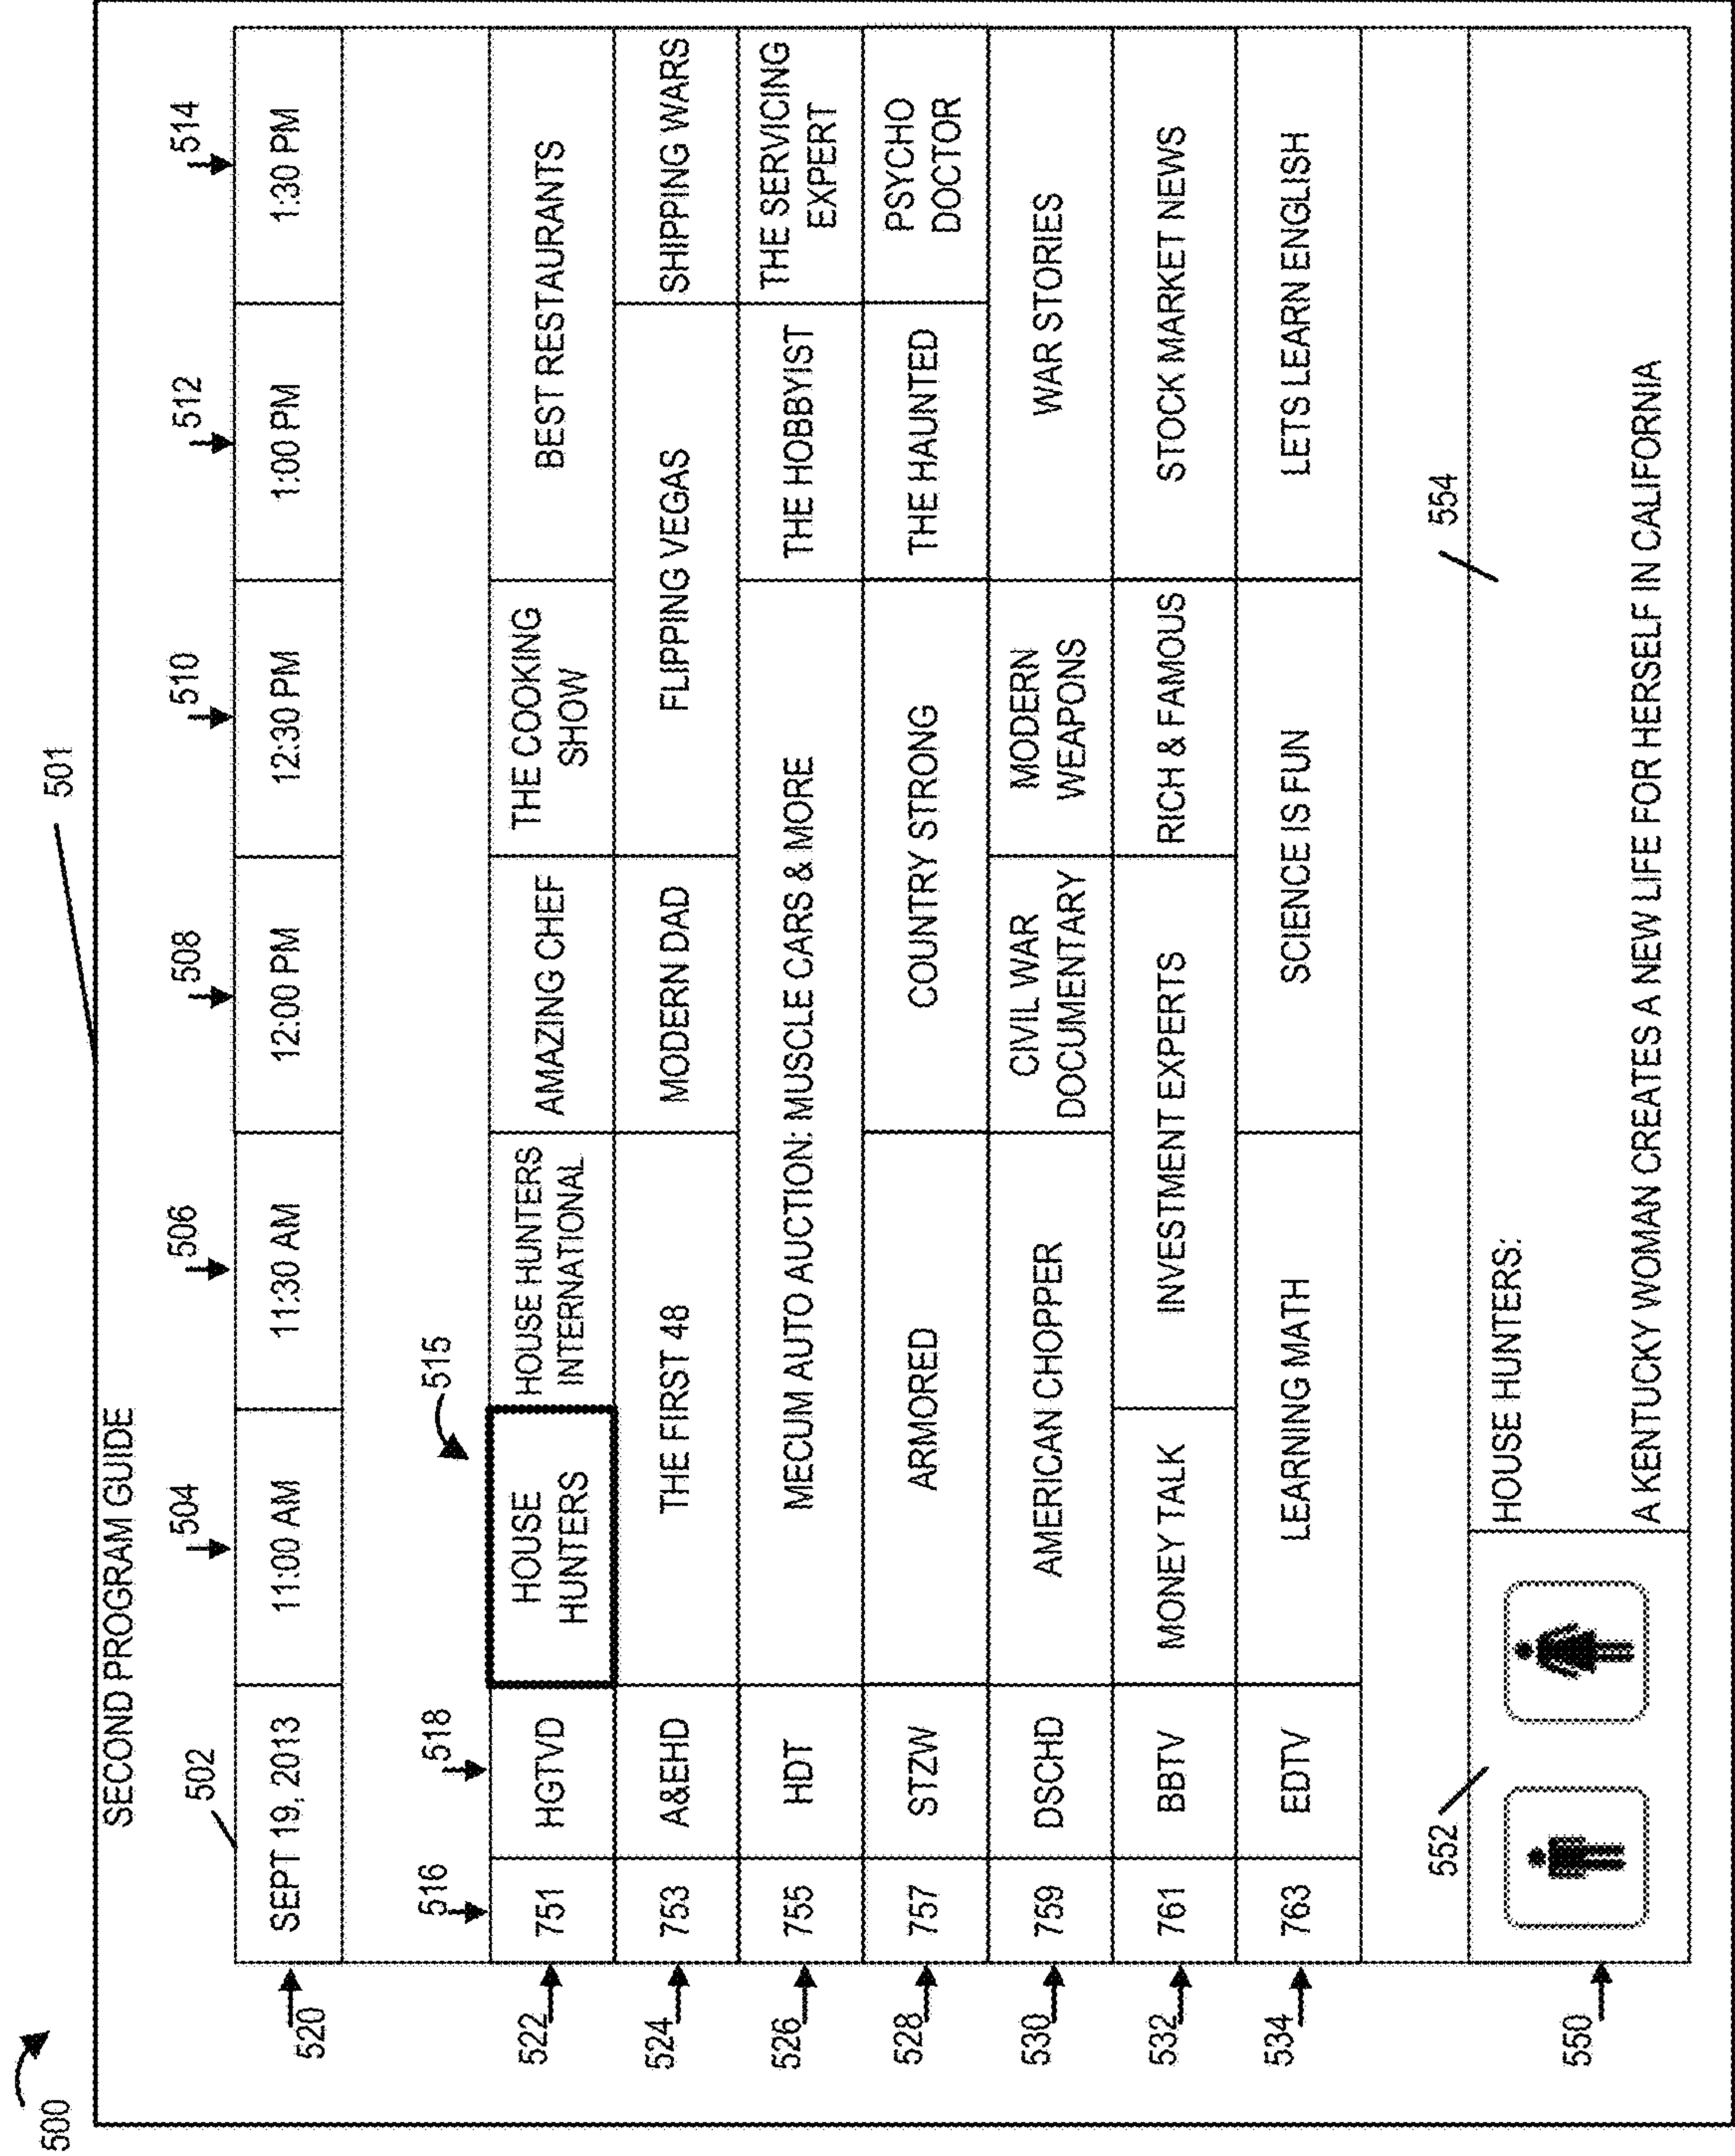 500
501
SECOND PROGRAM GUIDE
502
504
506
508
510
512
514
520
SEPT 19, 2013
11:00 AM
11:30 AM
12:00 PM
12:30 PM
1:00 PM
1:30 PM
516
518
515
522
751
HGTVD
HOUSE
HUNTERS
HOUSE HUNTERS
INTERNATIONAL
AMAZING CHEF
THE COOKING
SHOW
BEST RESTAURANTS
524
753
A&EHD
THE FIRST 48
MODERN DAD
FLIPPING VEGAS
SHIPPING WARS
526
755
HDT
MECUM AUTO AUCTION: MUSCLE CARS & MORE
THE HOBBYIST
THE SERVICING
EXPERT
528
757
STZW
ARMORED
COUNTRY STRONG
THE HAUNTED
PSYCHO
DOCTOR
530
759
DSCHD
AMERICAN CHOPPER
CIVIL WAR
DOCUMENTARY
MODERN
WEAPONS
WAR STORIES
532
761
BBTV
MONEY TALK
INVESTMENT EXPERTS
RICH & FAMOUS
STOCK MARKET NEWS
534
763
EDTV
LEARNING MATH
SCIENCE IS FUN
LETS LEARN ENGLISH
552
554
550
HOUSE HUNTERS:
A KENTUCKY WOMAN CREATES A NEW LIFE FOR HERSELF IN CALIFORNIA